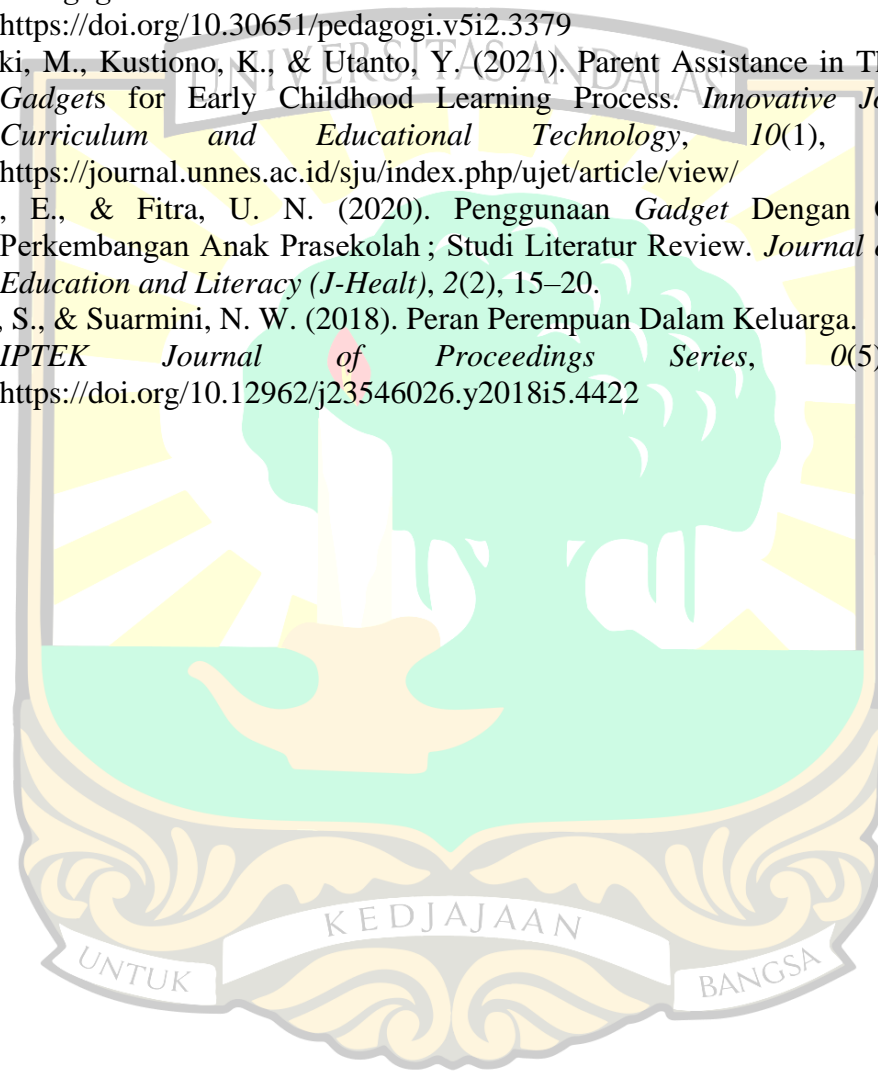 https://doi.org/10.30651/pedagogi.v5i2.3379
ki, M., Kustiono, K., & Utanto, Y. (2021). Parent Assistance in
Gadgets for Early Childhood Learning Process. Innovative
Curriculum and Educational Technology, 10(1),
https://journal.unnes.ac.id/sju/index.php/ujet/article/view/
, E., & Fitra, U. N. (2020). Penggunaan Gadget Dengan
Perkembangan Anak Prasekolah ; Studi Literatur Review. Journal
Education and Literacy (J-Healt), 2(2), 15–20.
, S., & Suarmini, N. W. (2018). Peran Perempuan Dalam Keluarga.
IPTEK Journal of Proceedings Series, 0(5)
https://doi.org/10.12962/j23546026.y2018i5.4422
UNIVERSITAS ANDALAS
KEDJAJAAN
UNTUK
BANGSA